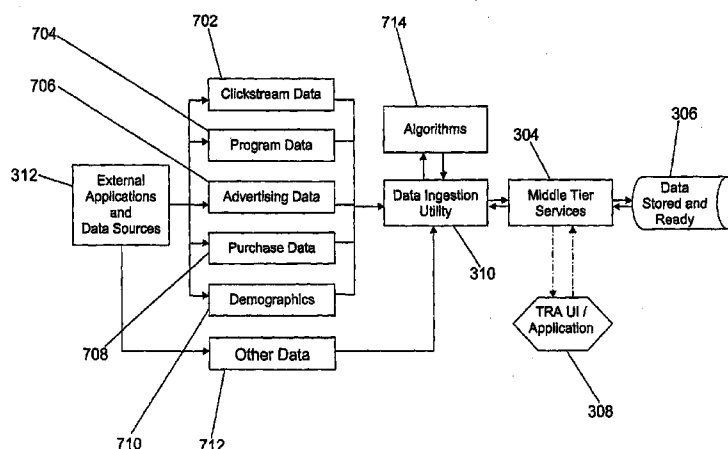 702
714
704
706
Clickstream Data
304
306
Algorithms
Program Data
312
External
Applications
and
Data Sources
Advertising Data
Data Ingestion
Utility
Middle Tier
Services
Data
Stored and
Ready
Purchase Data
310
Demographics
TRA UI /
Application
708
Other Data
308
710
712